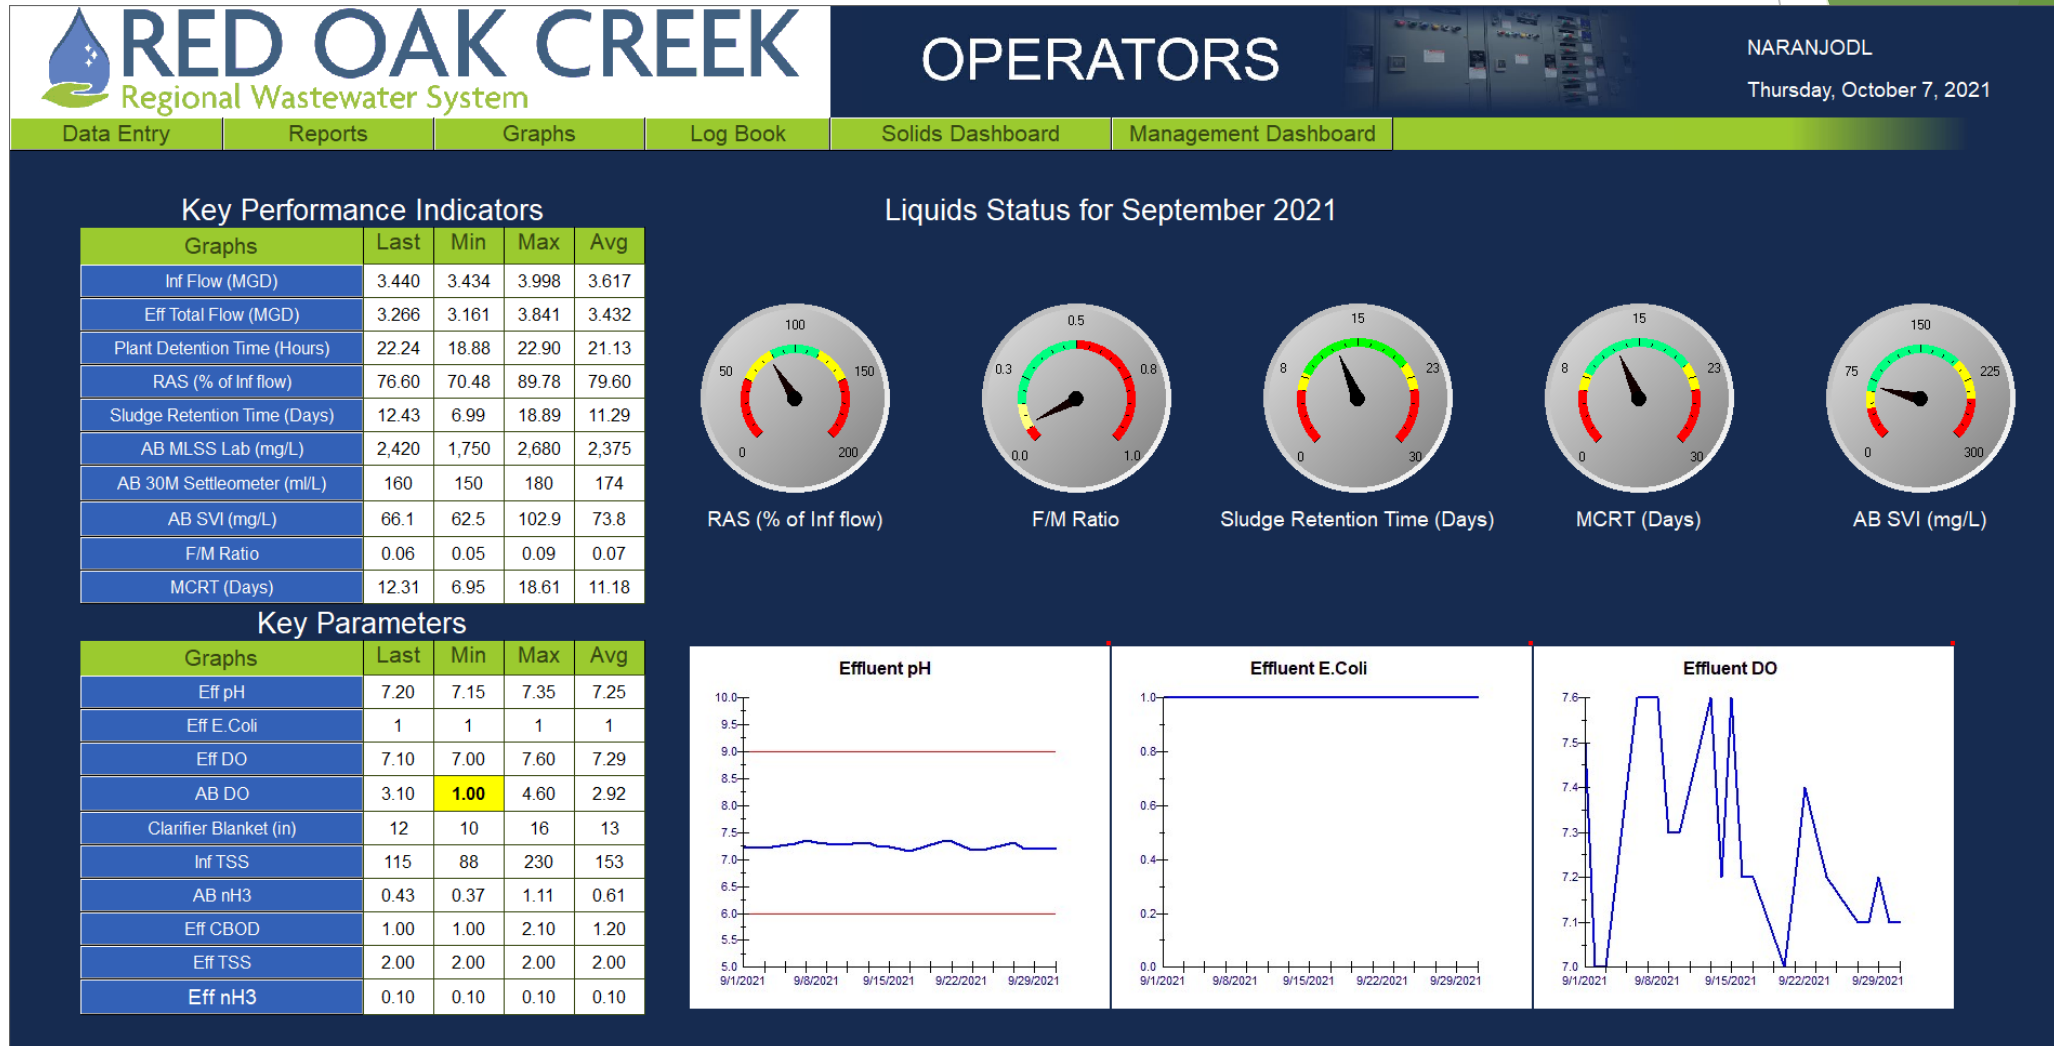 RED OAK CREEK
Regional Wastewater System
OPERATORS
NARANJODL
Thursday, October 7, 2021
Data Entry Reports Graphs Log Book Solids Dashboard Management Dashboard
Key Performance Indicators
Graphs Last Min Max Avg
Inf Flow (MGD) 3.440 3.434 3.998 3.617
Eff Total Flow (MGD) 3.266 3.161 3.841 3.432
Plant Detention Time (Hours) 22.24 18.88 22.90 21.13
RAS (% of Inf flow) 76.60 70.48 89.78 79.60
Sludge Retention Time (Days) 12.43 6.99 18.89 11.29
AB MLSS Lab (mg/L) 2,420 1,750 2,680 2,375
AB 30M Settleometer (ml/L) 160 150 180 174
AB SVI (mg/L) 66.1 62.5 102.9 73.8
F/M Ratio 0.06 0.05 0.09 0.07
MCRT (Days) 12.31 6.95 18.61 11.18
Key Parameters
Graphs Last Min Max Avg
Eff pH 7.20 7.15 7.35 7.25
Eff E.Coli 1 1 1 1
Eff DO 7.10 7.00 7.60 7.29
AB DO 3.10 1.00 4.60 2.92
Clarifier Blanket (in) 12 10 16 13
Inf TSS 115 88 230 153
AB nH3 0.43 0.37 1.11 0.61
Eff CBOD 1.00 1.00 2.10 1.20
Eff TSS 2.00 2.00 2.00 2.00
Eff nH3 0.10 0.10 0.10 0.10
Liquids Status for September 2021
0 50 100 150 200
RAS (% of Inf flow)
0.0 0.3 0.5 0.8 1.0
F/M Ratio
0 8 15 23 30
Sludge Retention Time (Days)
0 8 15 23 30
MCRT (Days)
0 75 150 225 300
AB SVI (mg/L)
Effluent pH
10.0
9.5
9.0
8.5
8.0
7.5
7.0
6.5
6.0
5.5
5.0
9/1/2021 9/8/2021 9/15/2021 9/22/2021 9/29/2021
Effluent E.Coli
1.0
0.8
0.6
0.4
0.2
0.0
9/1/2021 9/8/2021 9/15/2021 9/22/2021 9/29/2021
Effluent DO
7.6
7.5
7.4
7.3
7.2
7.1
7.0
9/1/2021 9/8/2021 9/15/2021 9/22/2021 9/29/2021